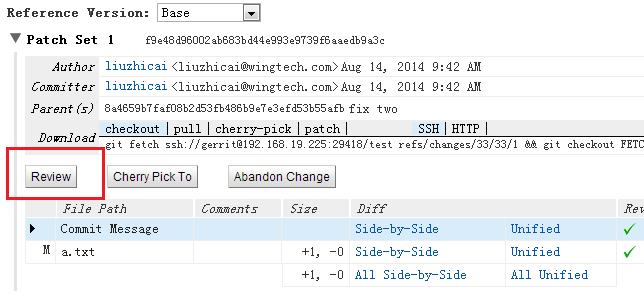 Reference Version: Base
Patch Set 1 f9e48d96002ab683bd44e993e9739f6aaedb9a3c
Author liuzhicai <liuzhicai@wingtech.com> Aug 14, 2014 9:42 AM
Committer liuzhicai <liuzhicai@wingtech.com> Aug 14, 2014 9:42 AM
Parent(s) 8a4659b7faf08b2d53fb486b9e7e3efd53b55afb fix two
Download checkout | pull | cherry-pick | patch | SSH | HTTP |
git fetch ssh://gerrit@192.168.19.225:29418/test refs/changes/33/33/1 && git checkout FETC
Review Cherry Pick To Abandon Change
File Path Comments Size Diff Rev
Commit Message Side-by-Side Unified
M a.txt +1, -0 Side-by-Side Unified
+1, -0 All Side-by-Side All Unified